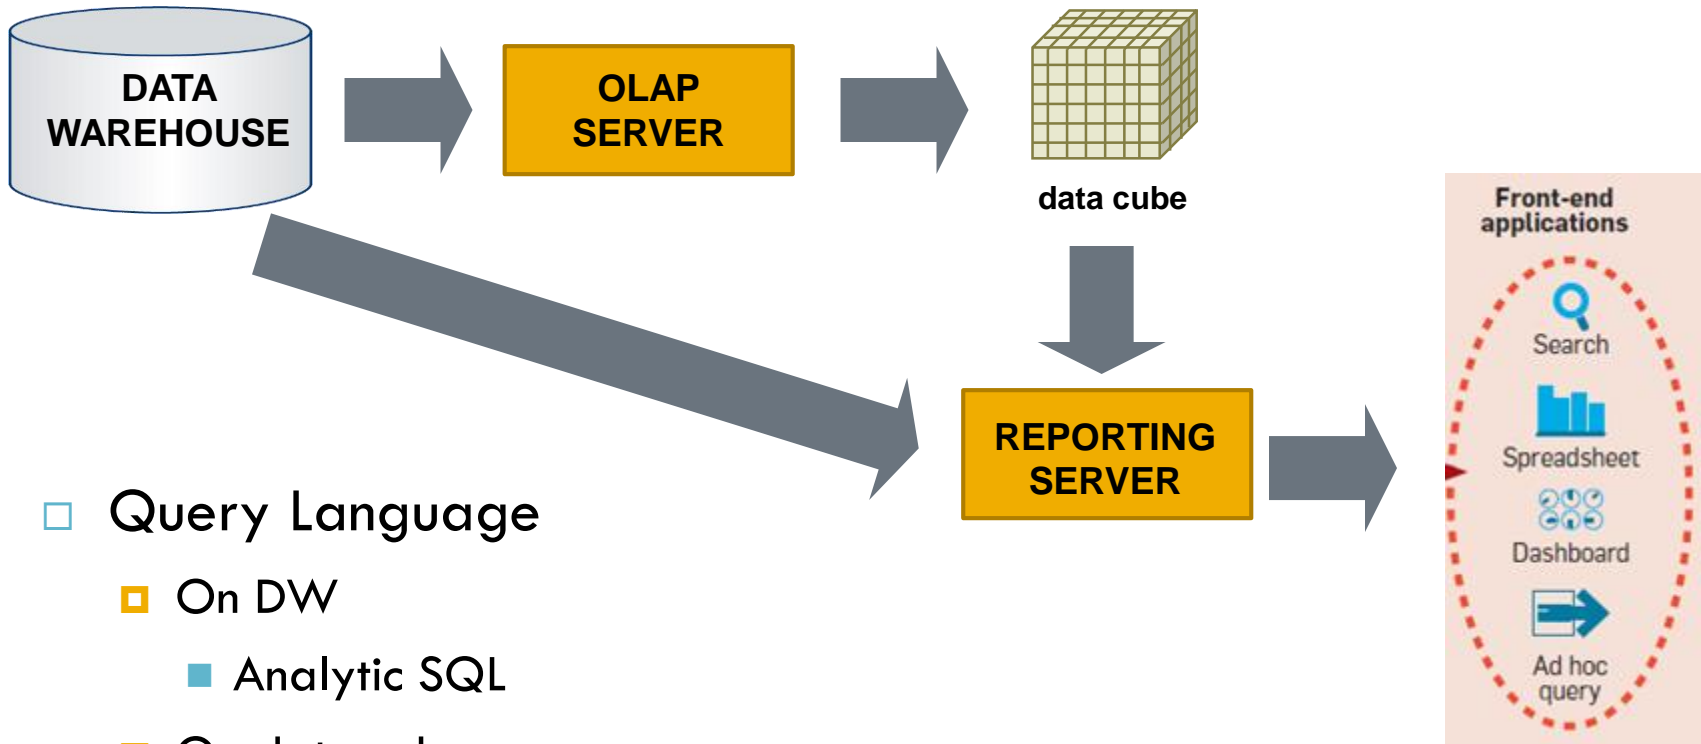 DATA
WAREHOUSE
OLAP
SERVER
data cube
Front-end
applications
Search
Spreadsheet
Dashboard
Ad hoc
query
REPORTING
SERVER
Query Language
On DW
Analytic SQL